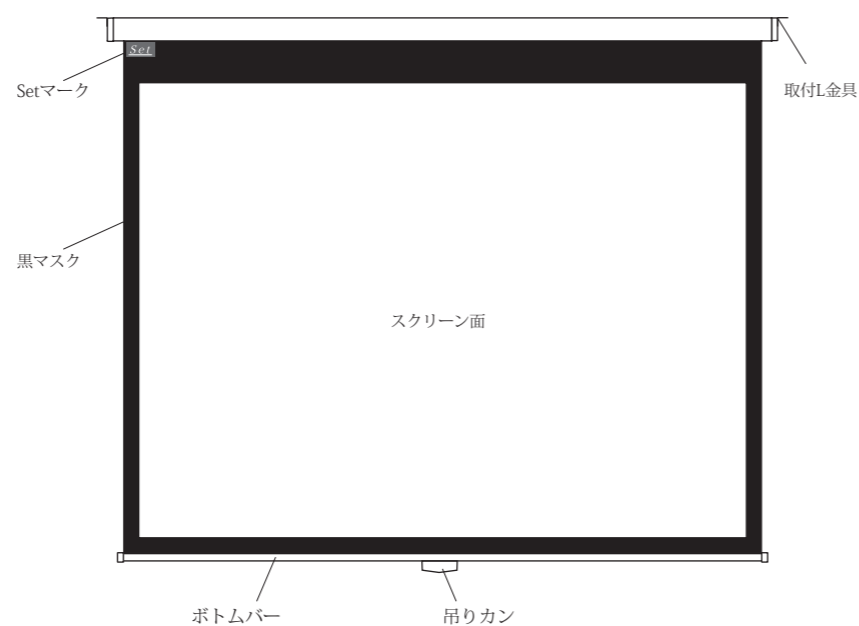 Set
Setマーク
取付L金具
黒マスク
スクリーン面
ボトムバー
吊りカン